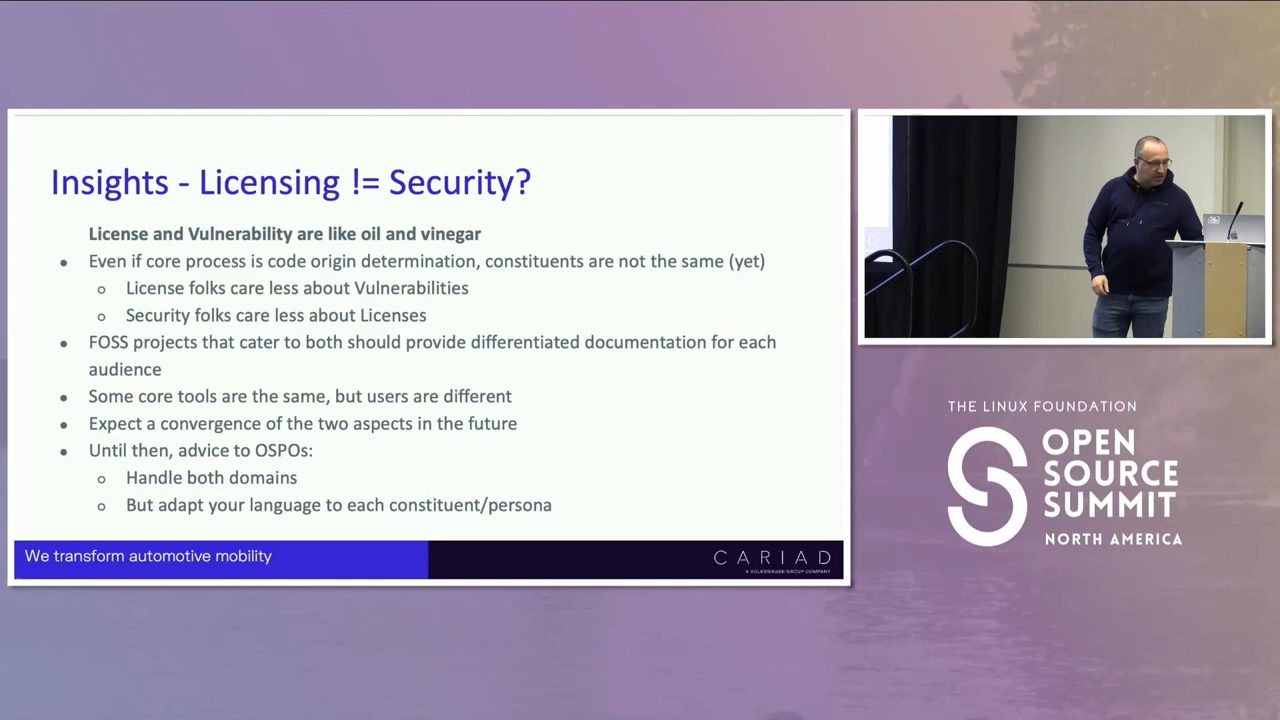 Insights - Licensing != Security?
License and Vulnerability are like oil and vinegar
● Even if core process is code origin determination, constituents are not the same (yet)
○ License folks care less about Vulnerabilities
○ Security folks care less about Licenses
● FOSS projects that cater to both should provide differentiated documentation for each
audience
● Some core tools are the same, but users are different
● Expect a convergence of the two aspects in the future
● Until then, advice to OSPOs:
○ Handle both domains
○ But adapt your language to each constituent/persona
We transform automotive mobility
CARIAD
A VOLKSWAGEN GROUP COMPANY
THE LINUX FOUNDATION
OPEN
SOURCE
SUMMIT
NORTH AMERICA